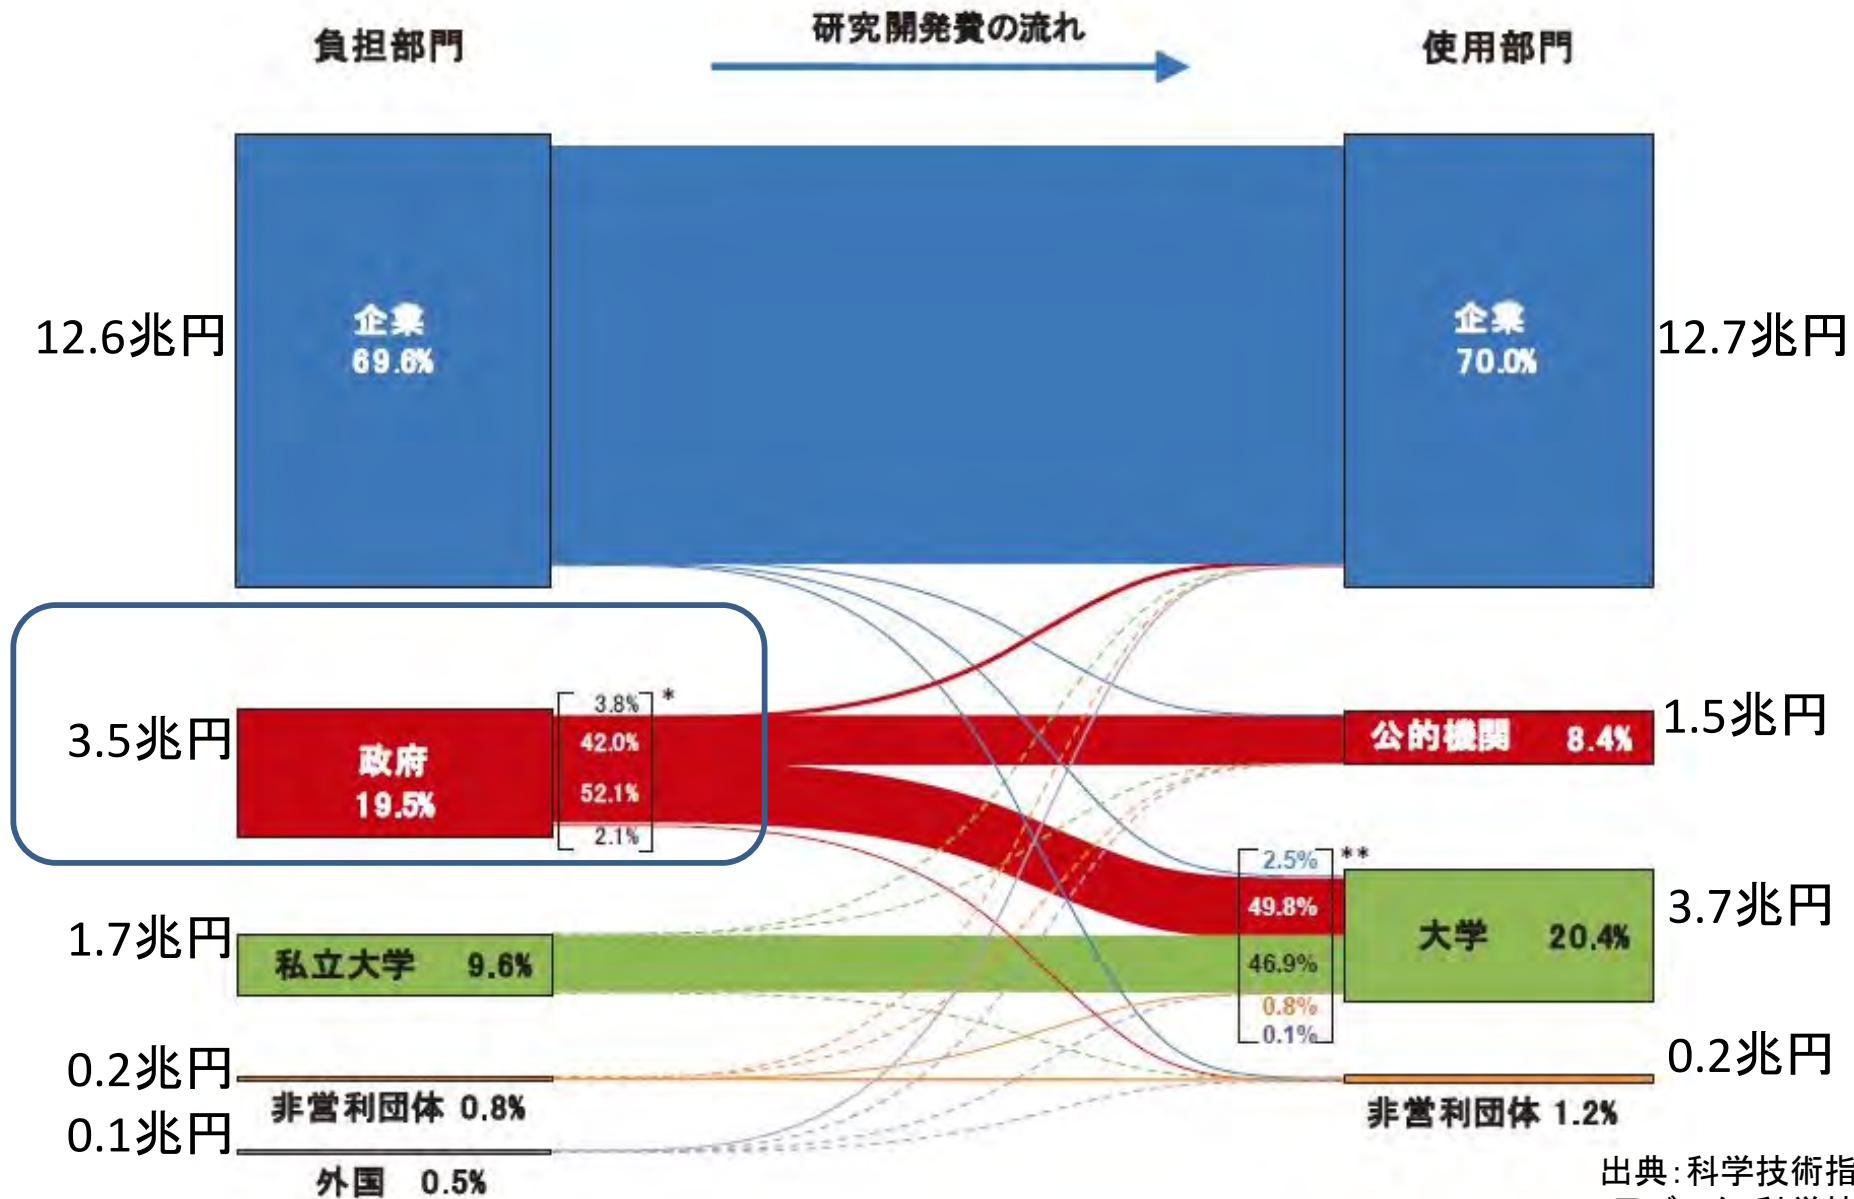 負担部門
研究開発費の流れ
使用部門
12.6兆円
企業
69.6%
企業
70.0%
12.7兆円
3.5兆円
政府
19.5%
3.8%
*
42.0%
52.1%
2.1%
公的機関 8.4%
1.5兆円
1.7兆円
私立大学 9.6%
2.5%
**
49.8%
46.9%
0.8%
0.1%
大学 20.4%
3.7兆円
0.2兆円
非営利団体 0.8%
0.1兆円
外国 0.5%
0.2兆円
非営利団体 1.2%
出典:科学技術指